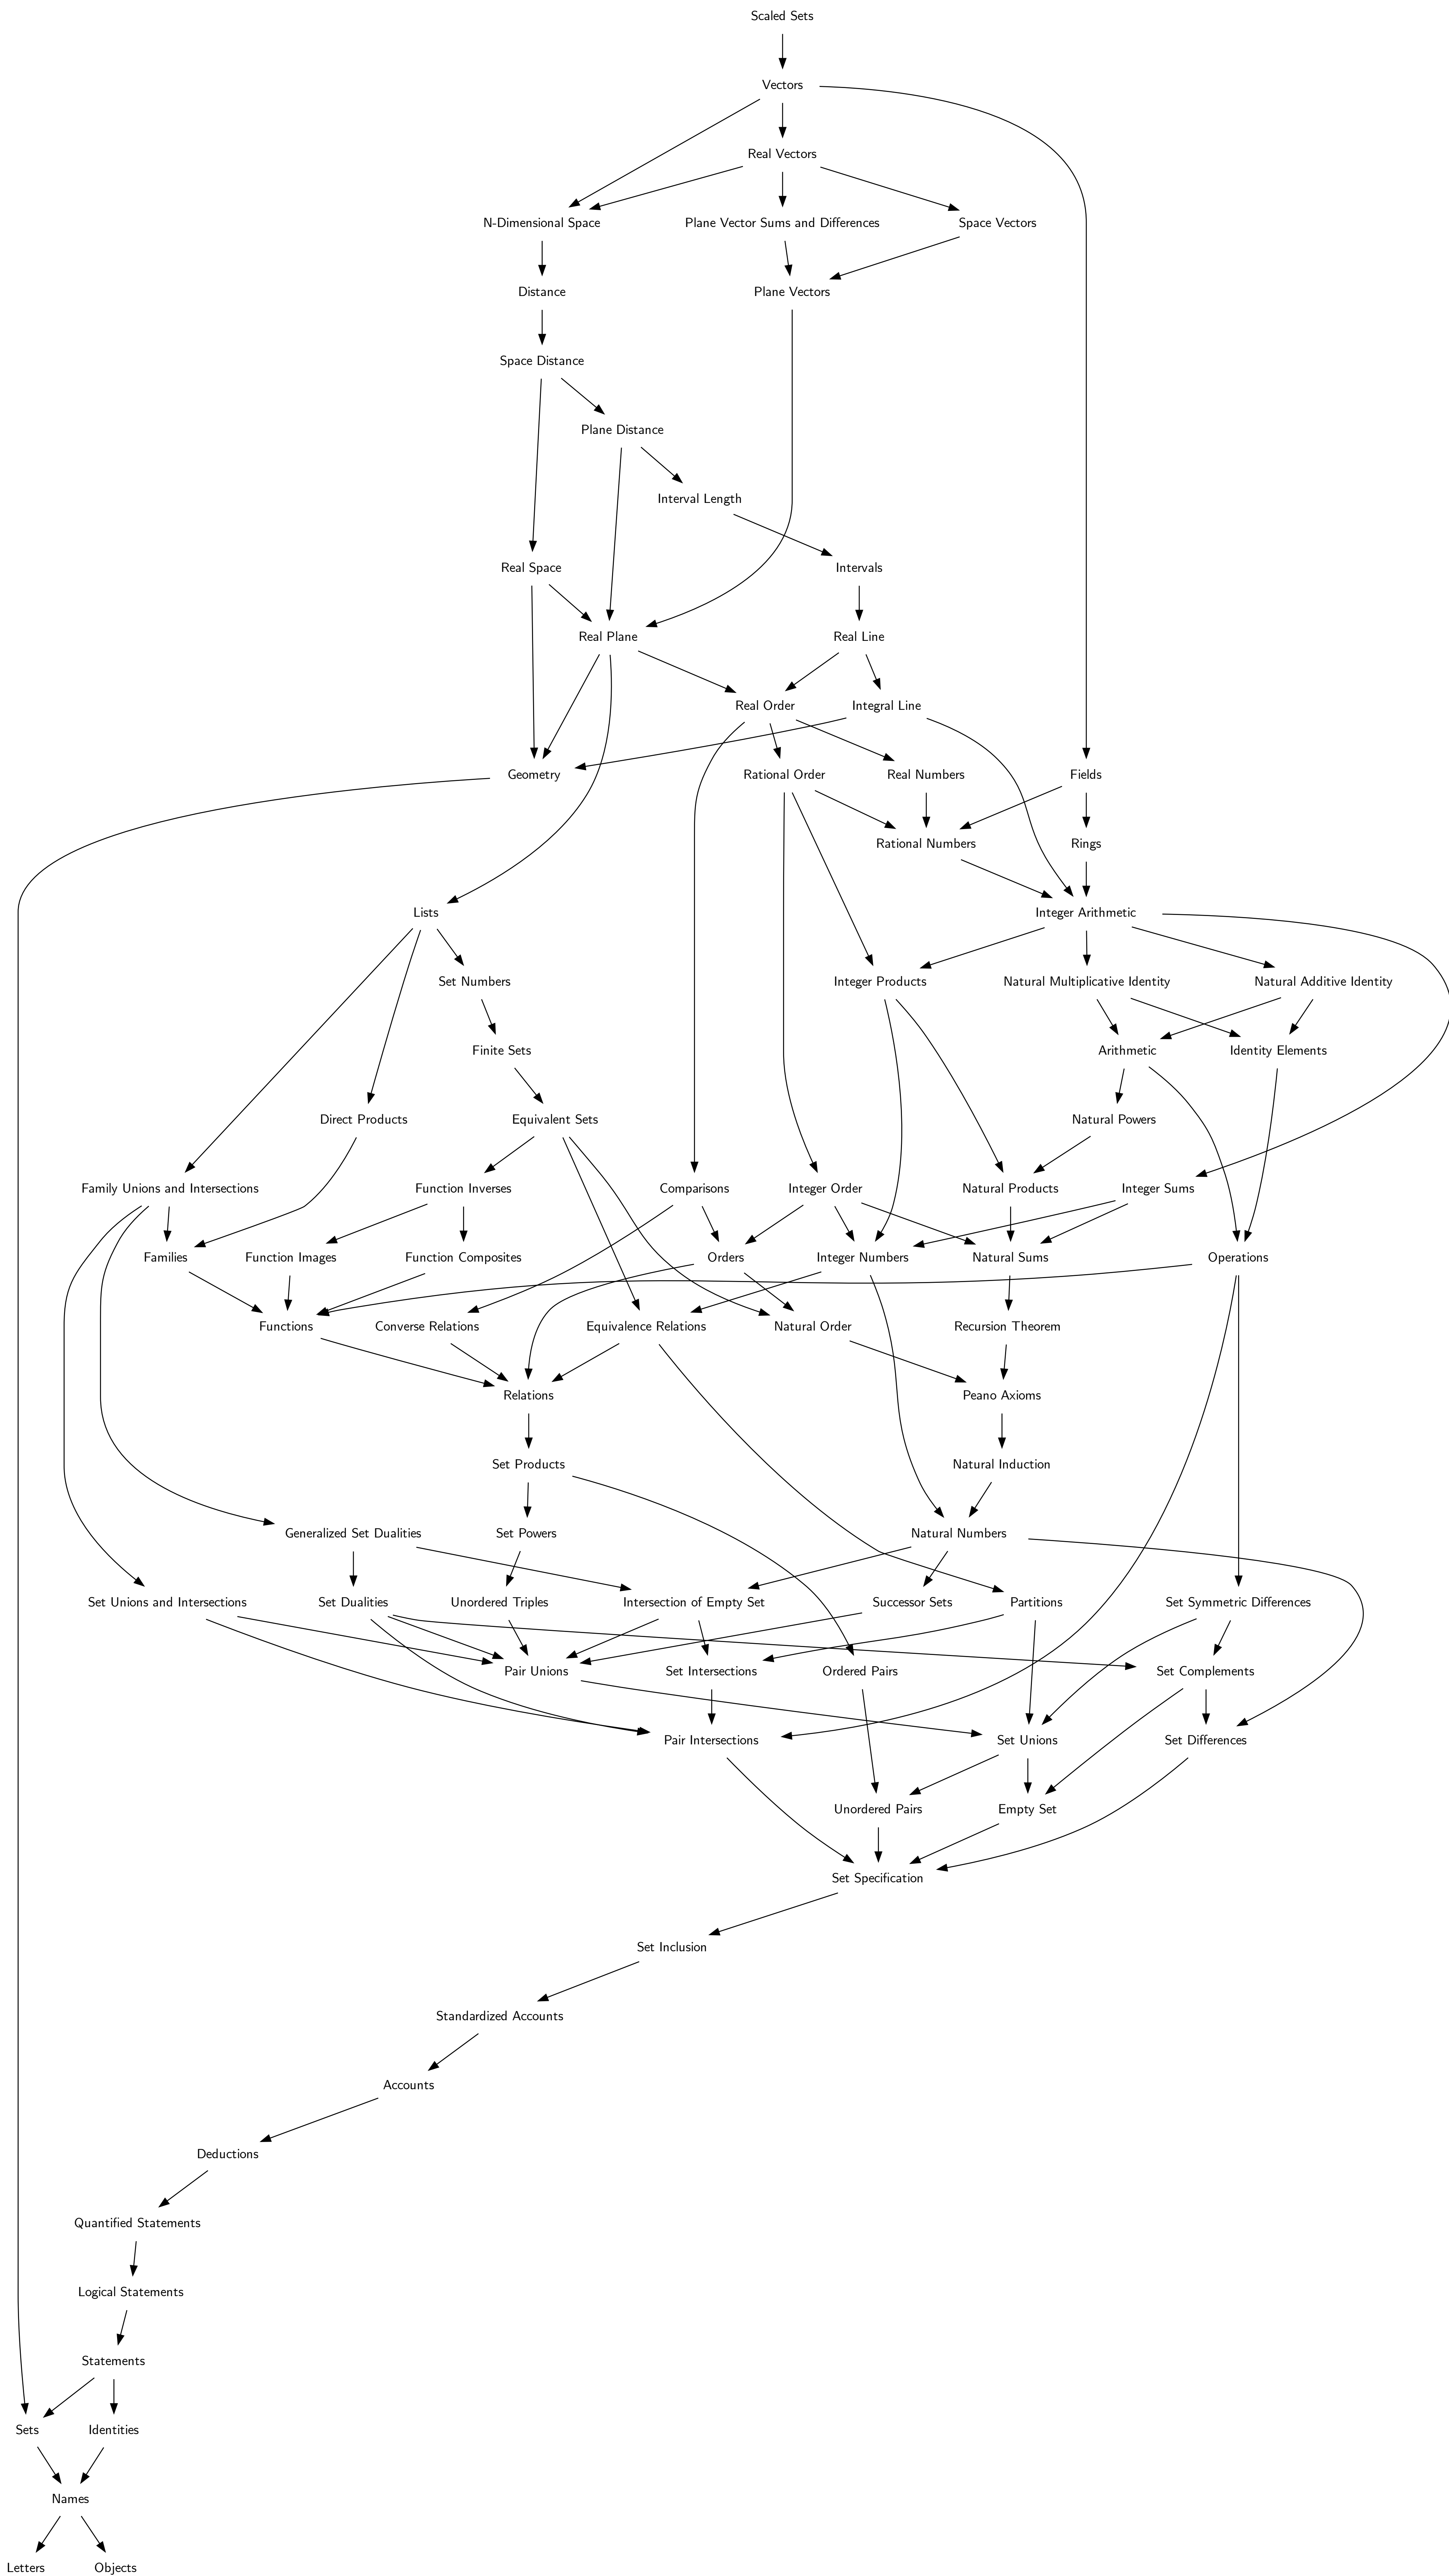 Scaled Sets
Vectors
Real Vectors
N-Dimensional Space
Plane Vector Sums and Differences
Space Vectors
Distance
Plane Vectors
Space Distance
Plane Distance
Interval Length
Real Space
Intervals
Real Plane
Real Line
Real Order
Integral Line
Geometry
Rational Order
Real Numbers
Fields
Rational Numbers
Rings
Lists
Integer Arithmetic
Set Numbers
Integer Products
Natural Multiplicative Identity
Natural Additive Identity
Finite Sets
Arithmetic
Identity Elements
Direct Products
Equivalent Sets
Natural Powers
Family Unions and Intersections
Function Inverses
Comparisons
Integer Order
Natural Products
Integer Sums
Families
Function Images
Function Composites
Orders
Integer Numbers
Natural Sums
Operations
Functions
Converse Relations
Equivalence Relations
Natural Order
Recursion Theorem
Relations
Peano Axioms
Set Products
Natural Induction
Generalized Set Dualities
Set Powers
Natural Numbers
Set Unions and Intersections
Set Dualities
Unordered Triples
Intersection of Empty Set
Successor Sets
Partitions
Set Symmetric Differences
Pair Unions
Set Intersections
Ordered Pairs
Set Complements
Pair Intersections
Set Unions
Set Differences
Unordered Pairs
Empty Set
Set Specification
Set Inclusion
Standardized Accounts
Accounts
Deductions
Quantified Statements
Logical Statements
Statements
Sets
Identities
Names
Letters
Objects